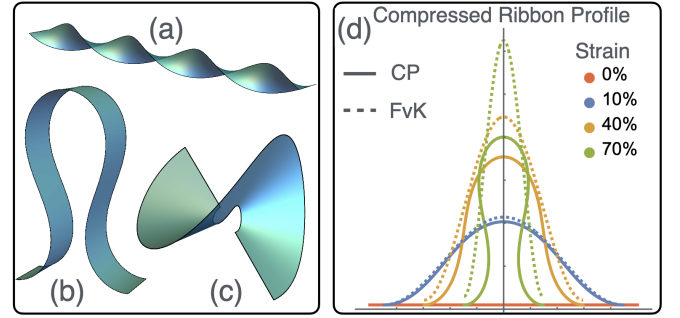 (a)
(b)
(c)
(d)
Compressed Ribbon Profile
CP
FvK
Strain
0%
10%
40%
70%